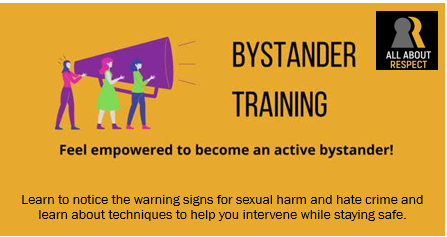 BYSTANDER
TRAINING
ALL ABOUT
RESPECT
Feel empowered to become an active bystander!
Learn to notice the warning signs for sexual harm and hate crime and
learn about techniques to help you intervene while staying safe.